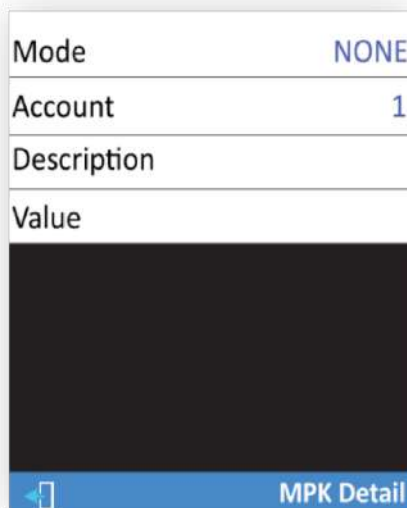 Mode NONE
Account 1
Description
Value
MPK Detail